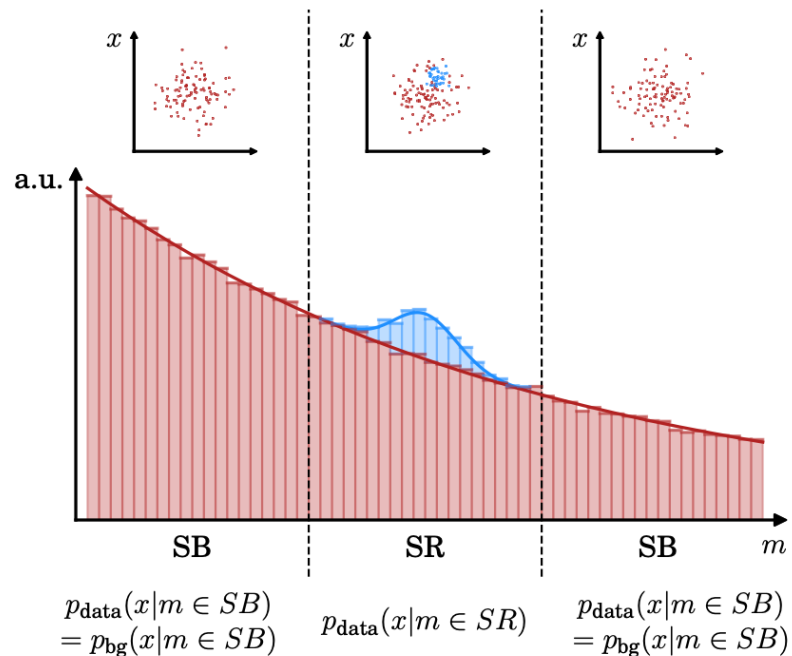 x
x
x
a.u.
SB
SR
SB
m
p_data(x|m ∈ SB)
= p_bg(x|m ∈ SB)
p_data(x|m ∈ SR)
p_data(x|m ∈ SB)
= p_bg(x|m ∈ SB)